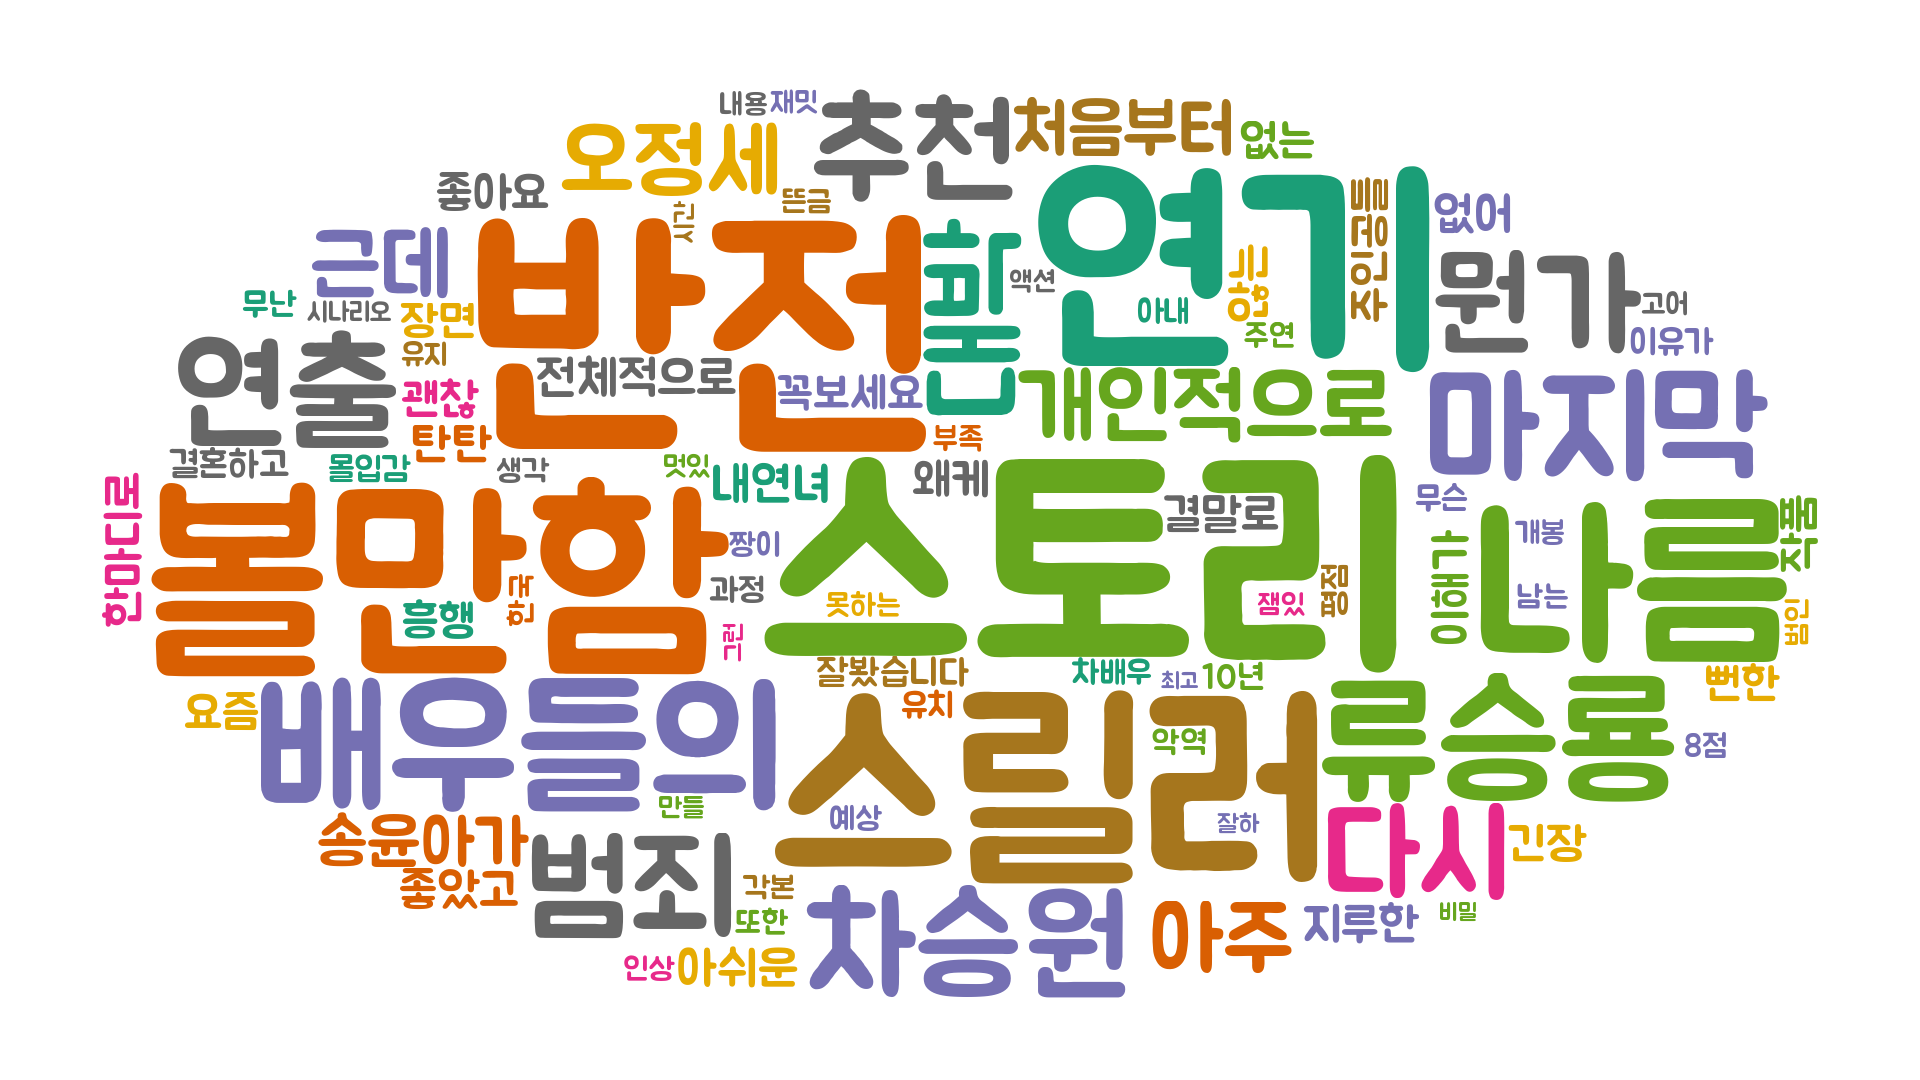 내용
재밋
추천
처음부터
없는
오정세
좋아요
뜬금
연기
주인공들
없어
근데
반전
액션
뭔가
고어
무난
시나리오
장면
아내
주연
이유가
연출
유지
전체적으로
괜찮
꼭보세요
개인적으로
마지막
탄탄
부족
결혼하고
몰입감
생각
멋있
내연녀
왜케
결말로
무슨
한마디로
볼만함
스토리
나름
작품
짱이
개봉
한국
과정
흥행
못하는
잼있
평점
이해가
남는
범인
그런
잘봤습니다
차배우
최고
10년
뻔한
요즘
배우들의
유치
스릴러
류승룡
악역
8점
만들
예상
잘하
다시
긴장
송윤아가
좋았고
범죄
각본
또한
차승원
아주
지루한
비밀
인상
아쉬운